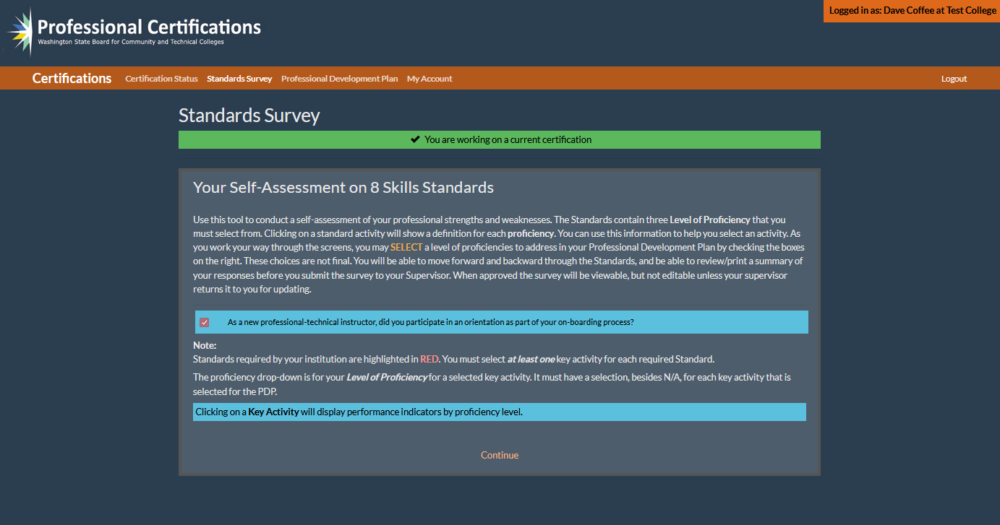 Logged in as: Dave Coffee at Test College
Professional Certifications
Washington State Board for Community and Technical Colleges
Certifications Certification Status Standards Survey Professional Development Plan My Account Logout
Standards Survey
You are working on a current certification
Your Self-Assessment on 8 Skills Standards
Use this tool to conduct a self-assessment of your professional strengths and weaknesses. The Standards contain three Level of Proficiency that you
must select from. Clicking on a standard activity will show a definition for each proficiency. You can use this information to help you select an activity. As
you work your way through the screens, you may SELECT a level of proficiencies to address in your Professional Development Plan by checking the boxes
on the right. These choices are not final. You will be able to move forward and backward through the Standards, and be able to review/print a summary of
your responses before you submit the survey to your Supervisor. When approved the survey will be viewable, but not editable unless your supervisor
returns it to you for updating.
As a new professional-technical instructor, did you participate in an orientation as part of your on-boarding process?
Note:
Standards required by your institution are highlighted in RED. You must select at least one key activity for each required Standard.
The proficiency drop-down is for your Level of Proficiency for a selected key activity. It must have a selection, besides N/A, for each key activity that is
selected for the PDP.
Clicking on a Key Activity will display performance indicators by proficiency level.
Continue